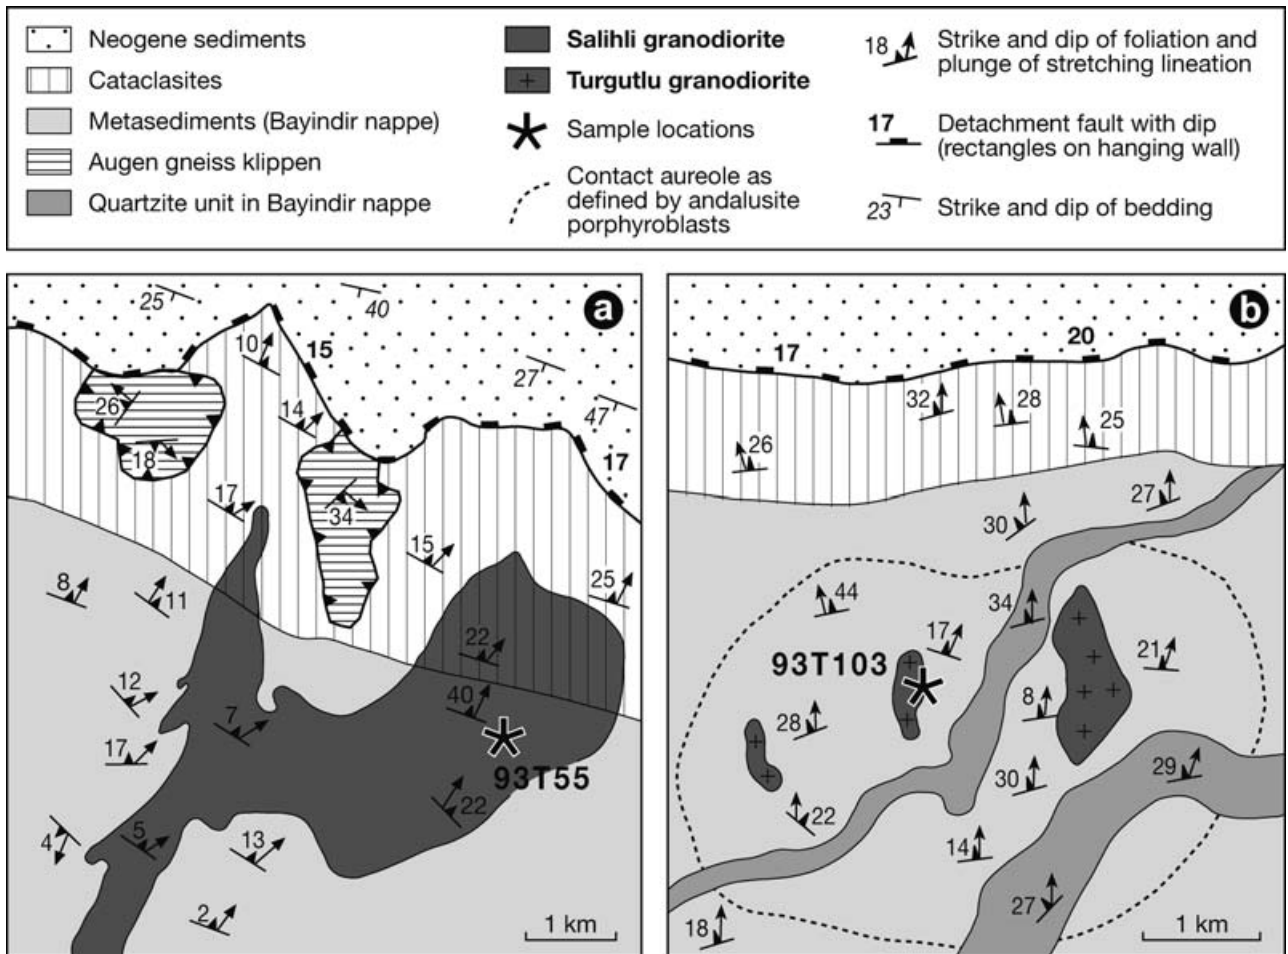 Neogene sediments
Cataclasites
Metasediments (Bayindir nappe)
Augen gneiss klippen
Quartzite unit in Bayindir nappe
Salihli granodiorite
Turgutlu granodiorite
Sample locations
Contact aureole as
defined by andalusite
porphyroblasts
18
Strike and dip of foliation and
plunge of stretching lineation
17
Detachment fault with dip
(rectangles on hanging wall)
23
Strike and dip of bedding
a
25
40
10
15
27
26
14
47
18
17
17
34
15
8
11
25
22
12
40
7
17
93T55
22
4
5
13
2
1 km
b
17
20
32
28
25
26
27
30
44
34
17
93T103
21
8
28
29
30
22
14
27
18
1 km